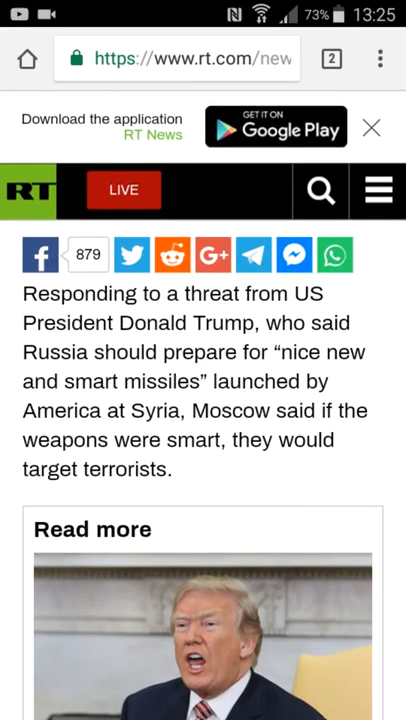 73% 13:25
https://www.rt.com/new
2
Download the application
RT News
GET IT ON
Google Play
RT
LIVE
f 879 G+
Responding to a threat from US
President Donald Trump, who said
Russia should prepare for “nice new
and smart missiles” launched by
America at Syria, Moscow said if the
weapons were smart, they would
target terrorists.
Read more